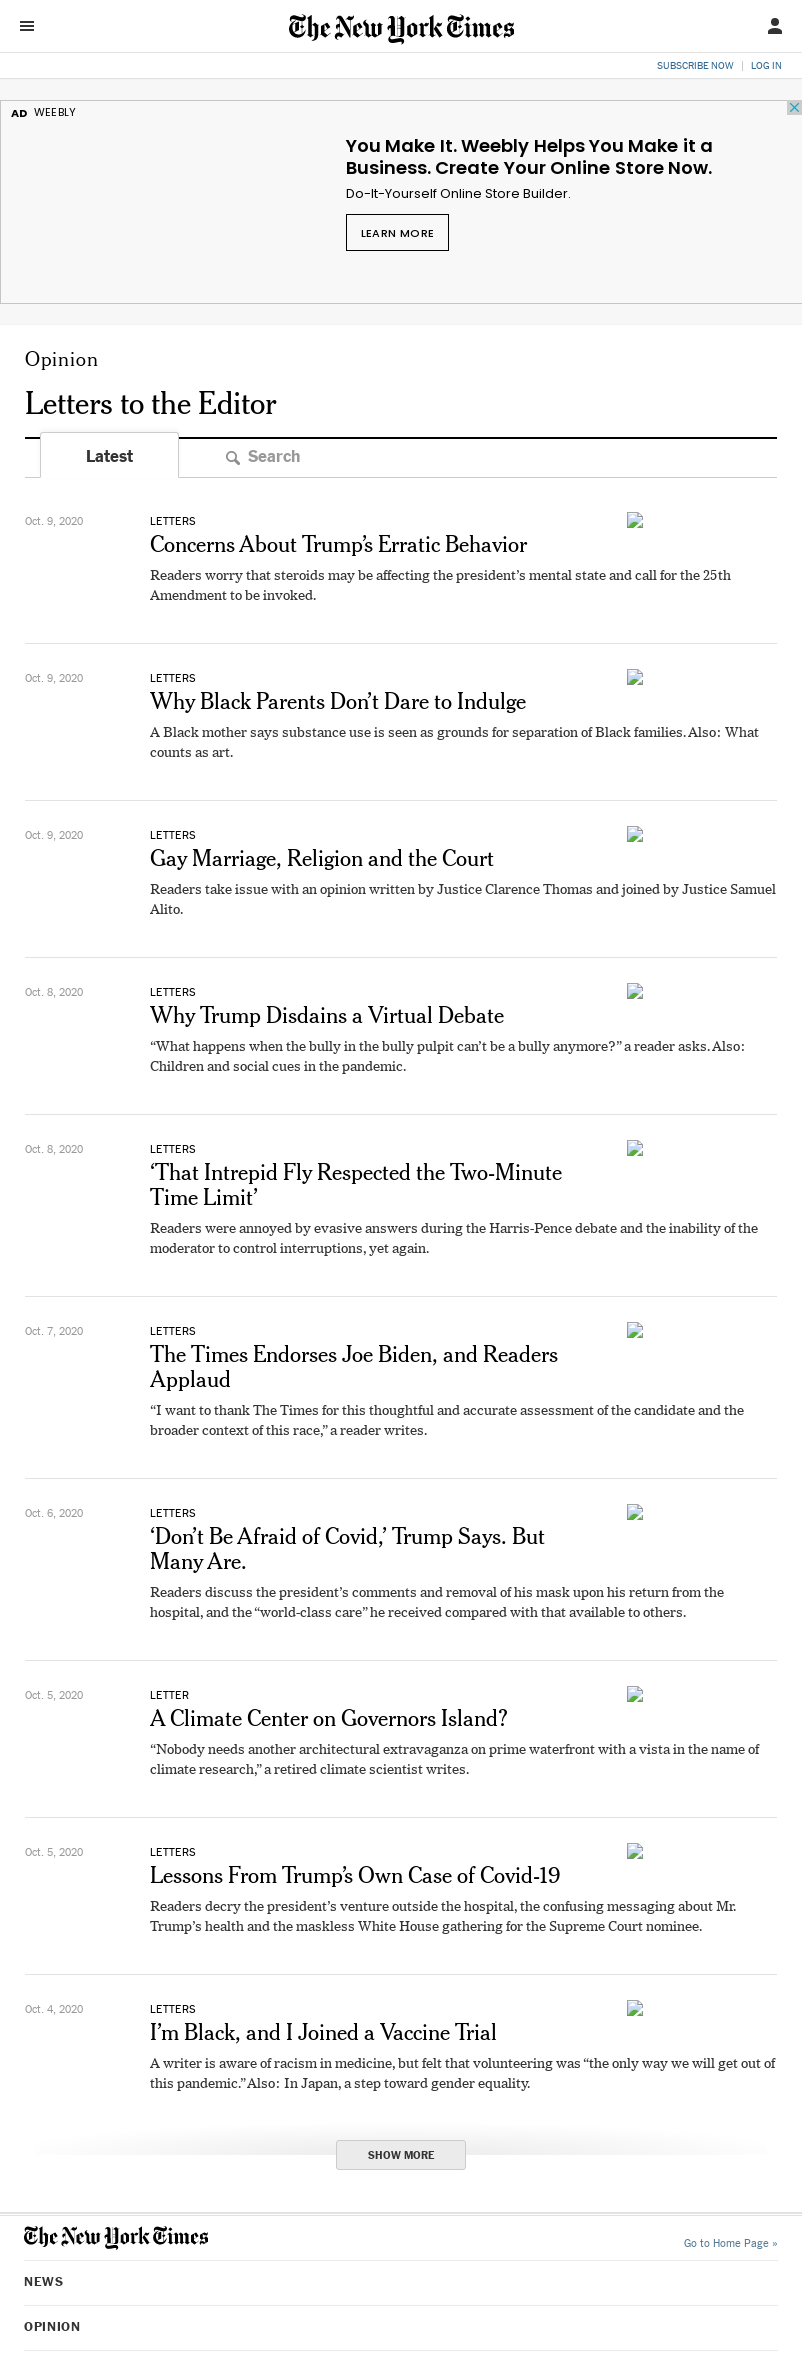 The New York Times
SUBSCRIBE NOW | LOG IN
AD WEEBLY
You Make It. Weebly Helps You Make it a
Business. Create Your Online Store Now.
Do-It-Yourself Online Store Builder.
LEARN MORE
Opinion
Letters to the Editor
Latest
Search
Oct. 9, 2020
LETTERS
Concerns About Trump’s Erratic Behavior
Readers worry that steroids may be affecting the president’s mental state and call for the 25th
Amendment to be invoked.
Oct. 9, 2020
LETTERS
Why Black Parents Don’t Dare to Indulge
A Black mother says substance use is seen as grounds for separation of Black families. Also: What
counts as art.
Oct. 9, 2020
LETTERS
Gay Marriage, Religion and the Court
Readers take issue with an opinion written by Justice Clarence Thomas and joined by Justice Samuel
Alito.
Oct. 8, 2020
LETTERS
Why Trump Disdains a Virtual Debate
“What happens when the bully in the bully pulpit can’t be a bully anymore?” a reader asks. Also:
Children and social cues in the pandemic.
Oct. 8, 2020
LETTERS
‘That Intrepid Fly Respected the Two-Minute
Time Limit’
Readers were annoyed by evasive answers during the Harris-Pence debate and the inability of the
moderator to control interruptions, yet again.
Oct. 7, 2020
LETTERS
The Times Endorses Joe Biden, and Readers
Applaud
“I want to thank The Times for this thoughtful and accurate assessment of the candidate and the
broader context of this race,” a reader writes.
Oct. 6, 2020
LETTERS
‘Don’t Be Afraid of Covid,’ Trump Says. But
Many Are.
Readers discuss the president’s comments and removal of his mask upon his return from the
hospital, and the “world-class care” he received compared with that available to others.
Oct. 5, 2020
LETTER
A Climate Center on Governors Island?
“Nobody needs another architectural extravaganza on prime waterfront with a vista in the name of
climate research,” a retired climate scientist writes.
Oct. 5, 2020
LETTERS
Lessons From Trump’s Own Case of Covid-19
Readers decry the president’s venture outside the hospital, the confusing messaging about Mr.
Trump’s health and the maskless White House gathering for the Supreme Court nominee.
Oct. 4, 2020
LETTERS
I’m Black, and I Joined a Vaccine Trial
A writer is aware of racism in medicine, but felt that volunteering was “the only way we will get out of
this pandemic.” Also: In Japan, a step toward gender equality.
SHOW MORE
The New York Times
Go to Home Page »
NEWS
OPINION